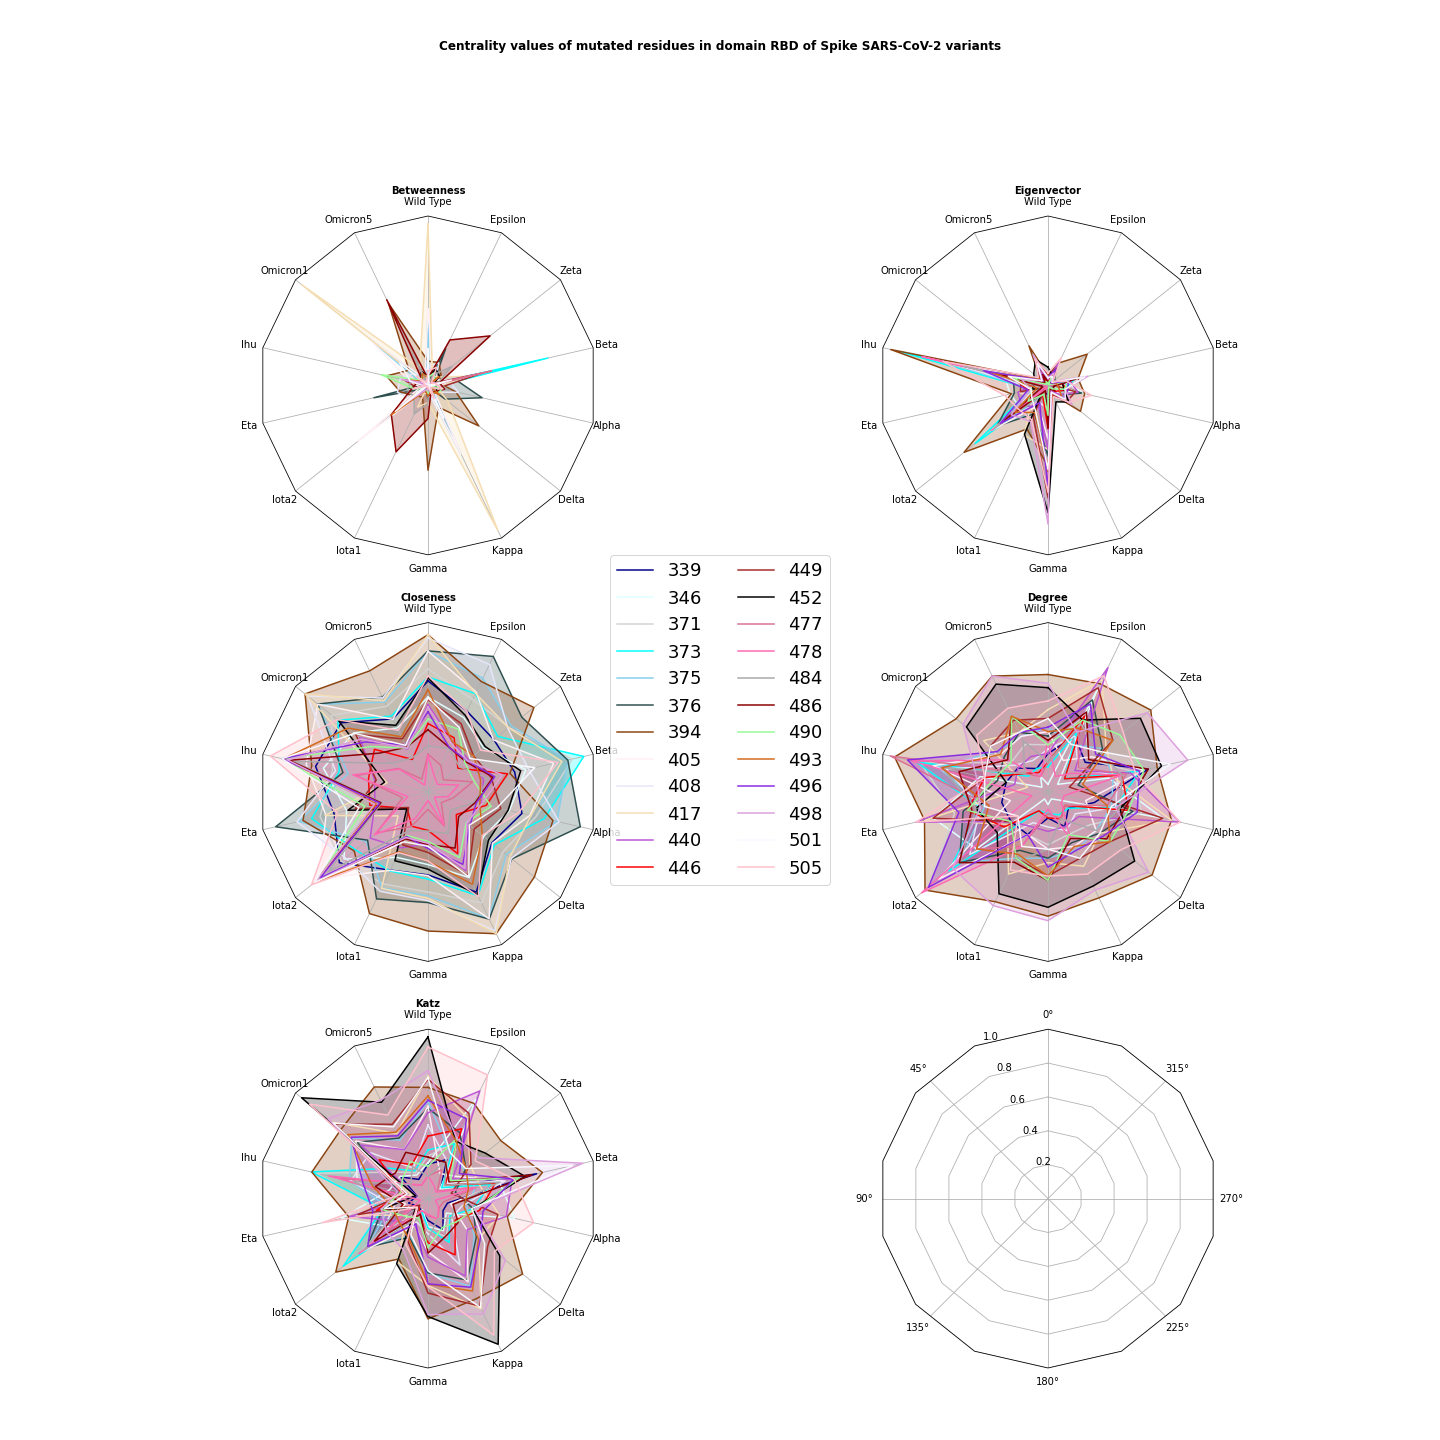 Centrality values of mutated residues in domain RBD of Spike SARS-CoV-2 variants
Betweenness
Wild Type
Omicron5
Epsilon
Omicron1
Zeta
Ihu
Beta
Eta
Alpha
Iota2
Delta
Iota1
Kappa
Gamma
Eigenvector
Wild Type
Omicron5
Epsilon
Omicron1
Zeta
Ihu
Beta
Eta
Alpha
Iota2
Delta
Iota1
Kappa
Gamma
339
346
371
373
375
376
394
405
408
417
440
446
449
452
477
478
484
486
490
493
496
498
501
505
Closeness
Wild Type
Omicron5
Epsilon
Omicron1
Zeta
Ihu
Beta
Eta
Alpha
Iota2
Delta
Iota1
Kappa
Gamma
Degree
Wild Type
Omicron5
Epsilon
Omicron1
Zeta
Ihu
Beta
Eta
Alpha
Iota2
Delta
Iota1
Kappa
Gamma
Katz
Wild Type
Omicron5
Epsilon
Omicron1
Zeta
Ihu
Beta
Eta
Alpha
Iota2
Delta
Iota1
Kappa
Gamma
0°
1.0
45°
0.8
315°
0.6
0.4
0.2
90°
270°
135°
225°
180°